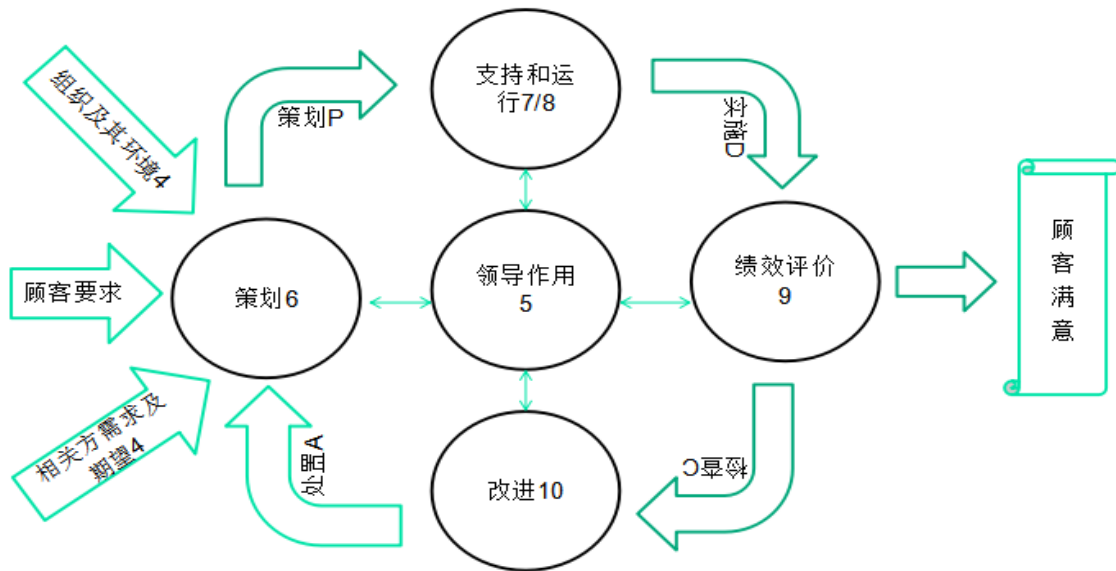 支持和运
行7/8
组织及其环境4
策划P
实施D
顾客要求
策划6
领导作用
5
绩效评价
9
顾
客
满
意
相关方需求及
期望4
处置A
改进10
检查C